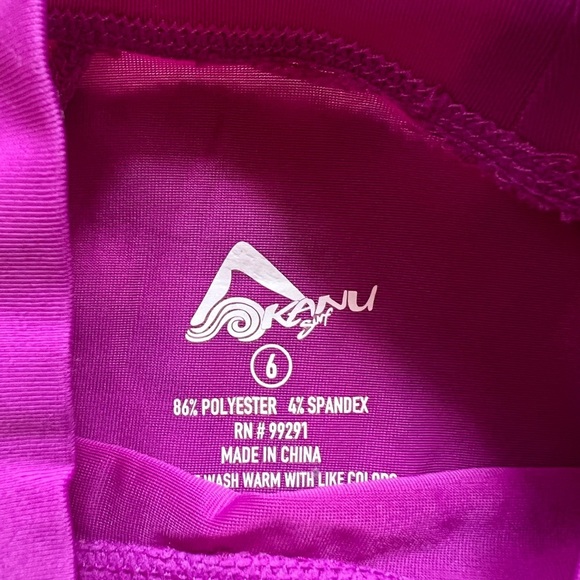 KANU
Surf
6
86% POLYESTER 4% SPANDEX
RN # 99291
MADE IN CHINA
WASH WARM WITH LIKE COLORS